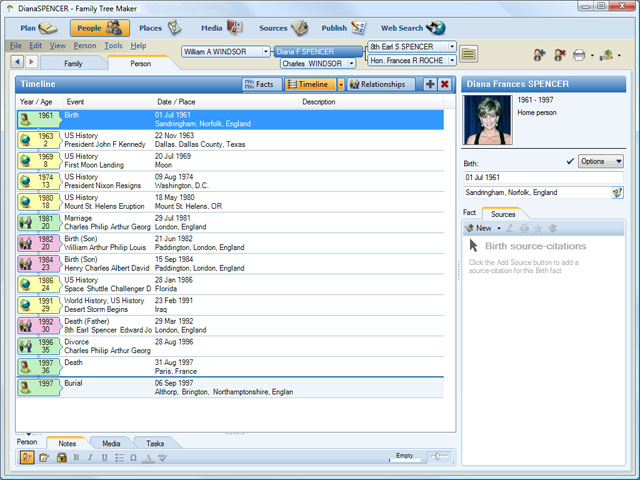 DianaSPENCER - Family Tree Maker
Plan People Places Media Sources Publish Web Search
File Edit View Person Tools Help
William A WINDSOR Diana F SPENCER 8th Earl S SPENCER
Charles WINDSOR Hon. Frances R ROCHE
Family Person
Timeline Facts Timeline Relationships
Year / Age Event Date / Place Description
1961 Birth 01 Jul 1961
Sandringham, Norfolk, England
1963 US History 22 Nov 1963
2 President John F Kennedy Dallas, Dallas County, Texas
1969 US History 20 Jul 1969
8 First Moon Landing Moon
1974 US History 09 Aug 1974
13 President Nixon Resigns Washington, D.C.
1980 US History 18 May 1980
18 Mount St. Helens Eruption Mount St. Helens, OR
1981 Marriage 29 Jul 1981
20 Charles Philip Arthur Georg Paddington, London, England
1982 Birth (Son) 21 Jun 1982
20 William Arthur Philip Louis Paddington, London, England
1984 Birth (Son) 15 Sep 1984
23 Henry Charles Albert David Paddington, London, England
1986 US History 28 Jan 1986
24 Space Shuttle Challenger D Florida
1991 World History, US History 23 Feb 1991
29 Desert Storm Begins Iraq
1992 Death (Father) 29 Mar 1992
30 8th Earl Spencer Edward Jo London, England
1996 Divorce 28 Aug 1996
35 Charles Philip Arthur Georg
1997 Death 31 Aug 1997
36 Paris, France
1997 Burial 06 Sep 1997
Althorp, Brington, Northamptonshire, Englan
Person Notes Media Tasks
B I U Ω A
Empty
Diana Frances SPENCER
1961 - 1997
Home person
Birth: Options
01 Jul 1961
Sandringham, Norfolk, England
Fact Sources
New
Birth source-citations
Click the Add Source button to add a
source-citation for this Birth fact